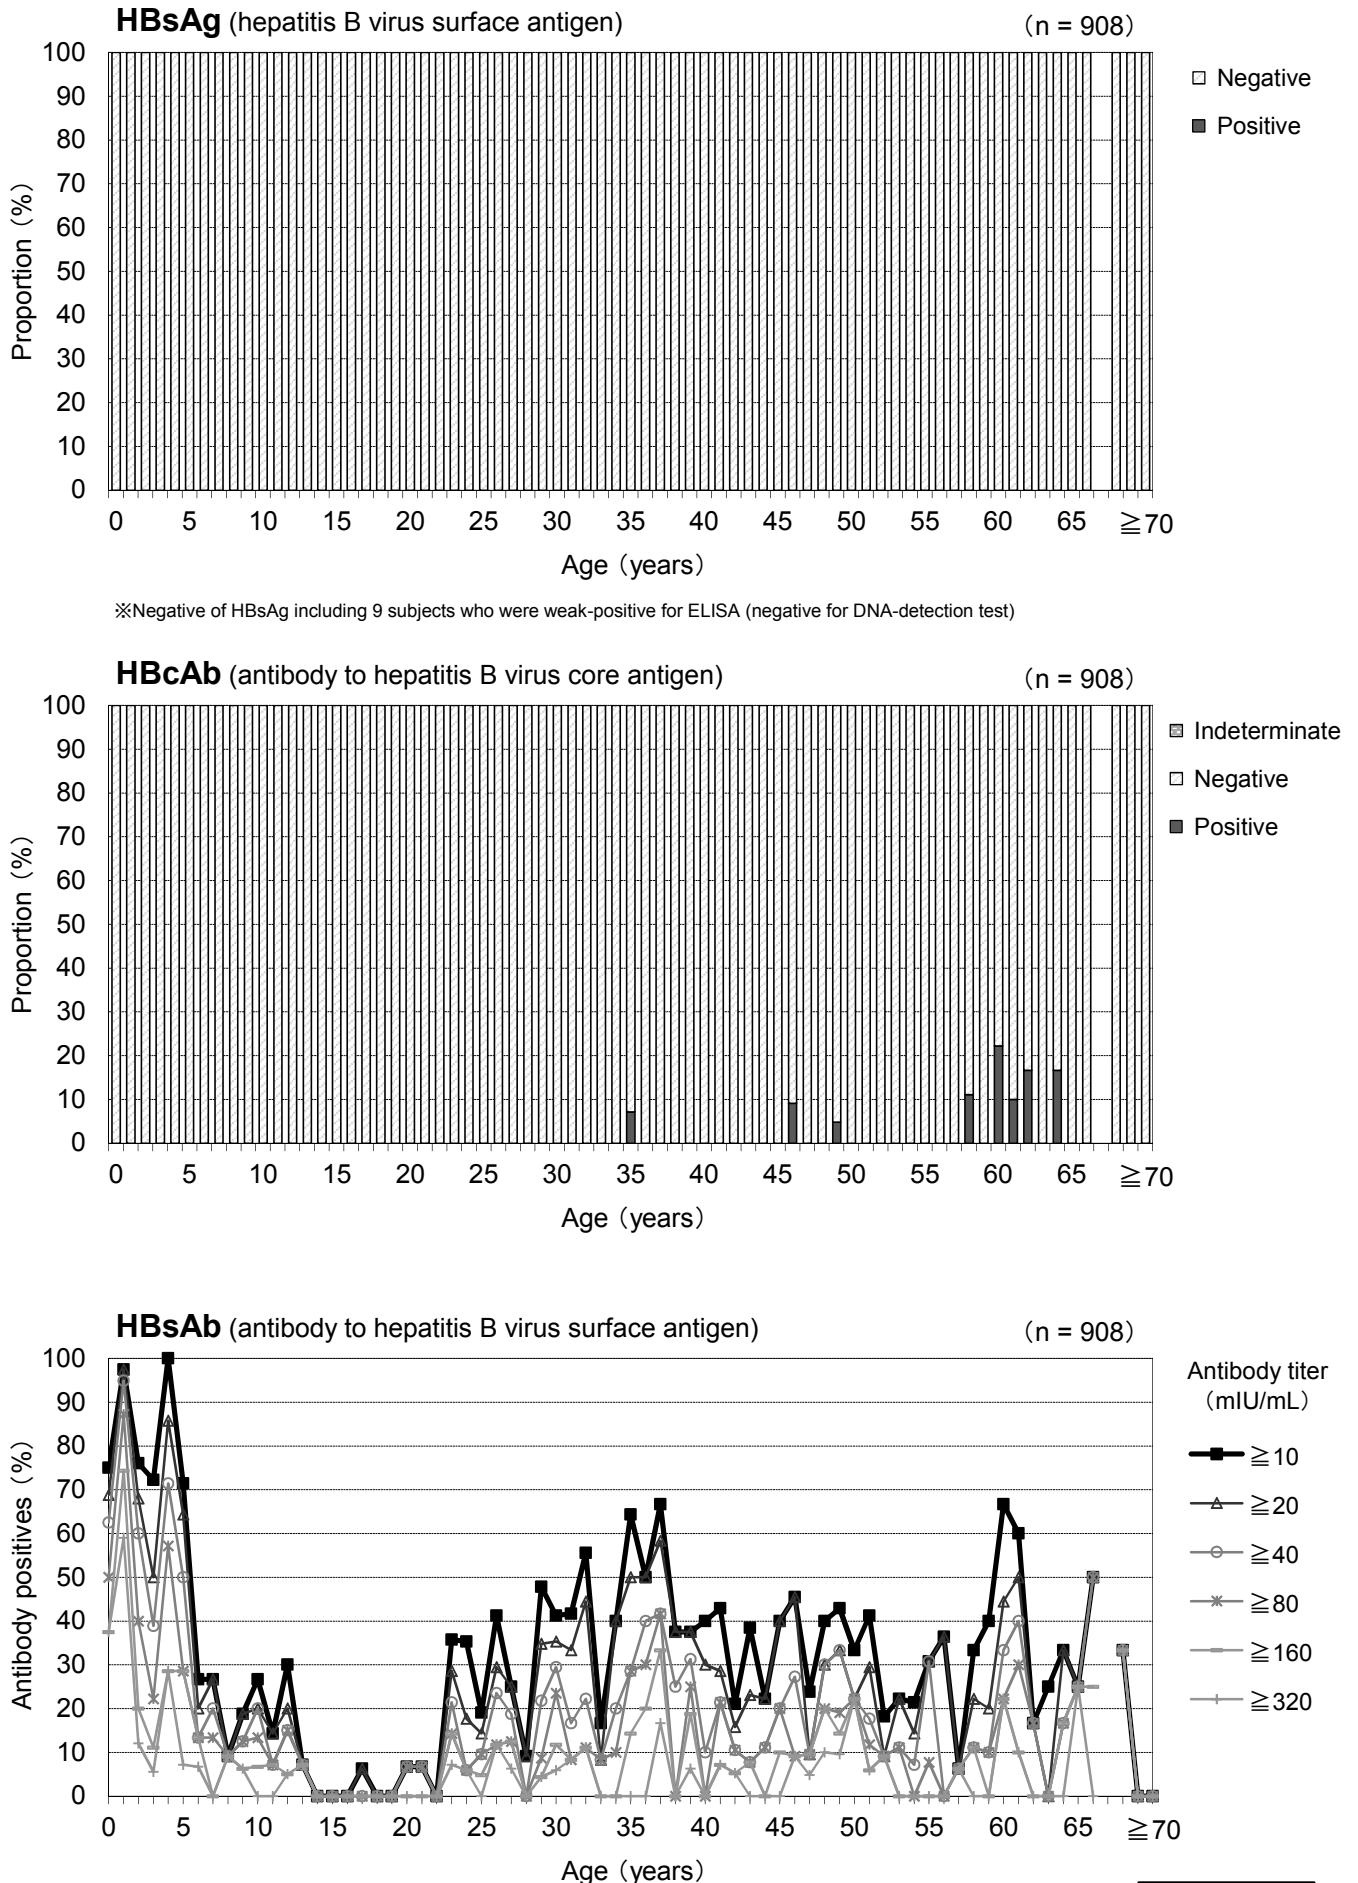 HBsAg (hepatitis B virus surface antigen) (n = 908)
Negative
Positive
Proportion (%)
100
90
80
70
60
50
40
30
20
10
0
0 5 10 15 20 25 30 35 40 45 50 55 60 65 ≧70
Age (years)
※Negative of HBsAg including 9 subjects who were weak-positive for ELISA (negative for DNA-detection test)
HBcAb (antibody to hepatitis B virus core antigen) (n = 908)
Indeterminate
Negative
Positive
Proportion (%)
100
90
80
70
60
50
40
30
20
10
0
0 5 10 15 20 25 30 35 40 45 50 55 60 65 ≧70
Age (years)
HBsAb (antibody to hepatitis B virus surface antigen) (n = 908)
Antibody titer
(mIU/mL)
≧10
≧20
≧40
≧80
≧160
≧320
Antibody positives (%)
100
90
80
70
60
50
40
30
20
10
0
0 5 10 15 20 25 30 35 40 45 50 55 60 65 ≧70
Age (years)